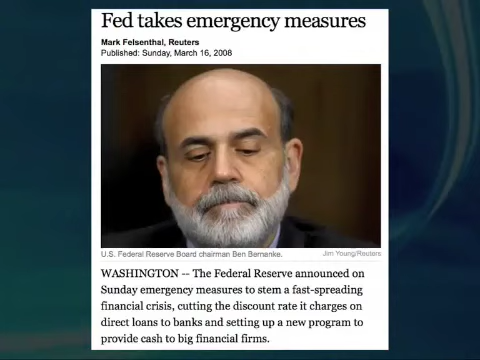 Fed takes emergency measures
Mark Felsenthal, Reuters
Published: Sunday, March 16, 2008
U.S. Federal Reserve Board chairman Ben Bernanke.
Jim Young/Reuters
WASHINGTON -- The Federal Reserve announced on
Sunday emergency measures to stem a fast-spreading
financial crisis, cutting the discount rate it charges on
direct loans to banks and setting up a new program to
provide cash to big financial firms.